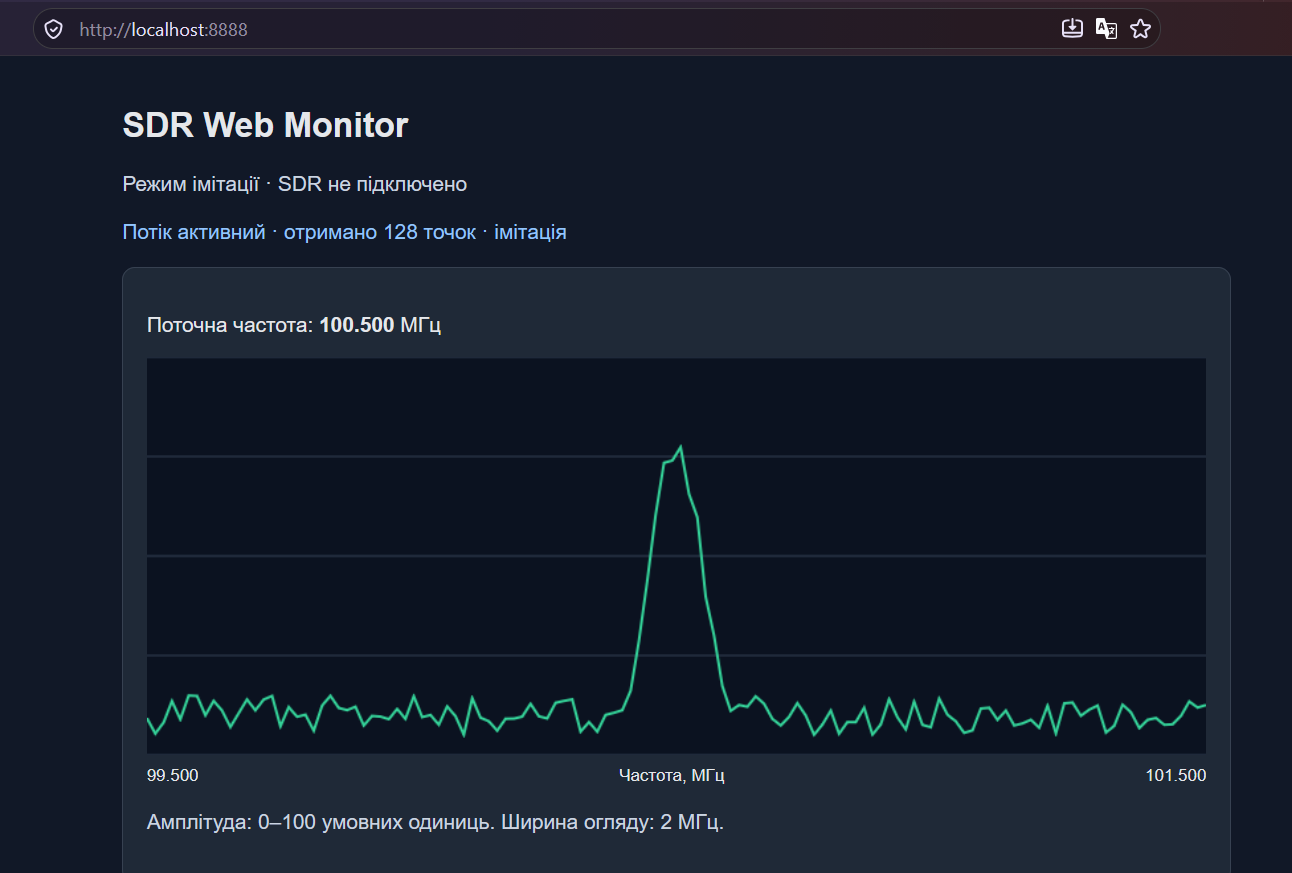 http://localhost:8888
SDR Web Monitor
Режим імітації · SDR не підключено
Потік активний · отримано 128 точок · імітація
Поточна частота: 100.500 МГц
99.500 Частота, МГц 101.500
Амплітуда: 0–100 умовних одиниць. Ширина огляду: 2 МГц.